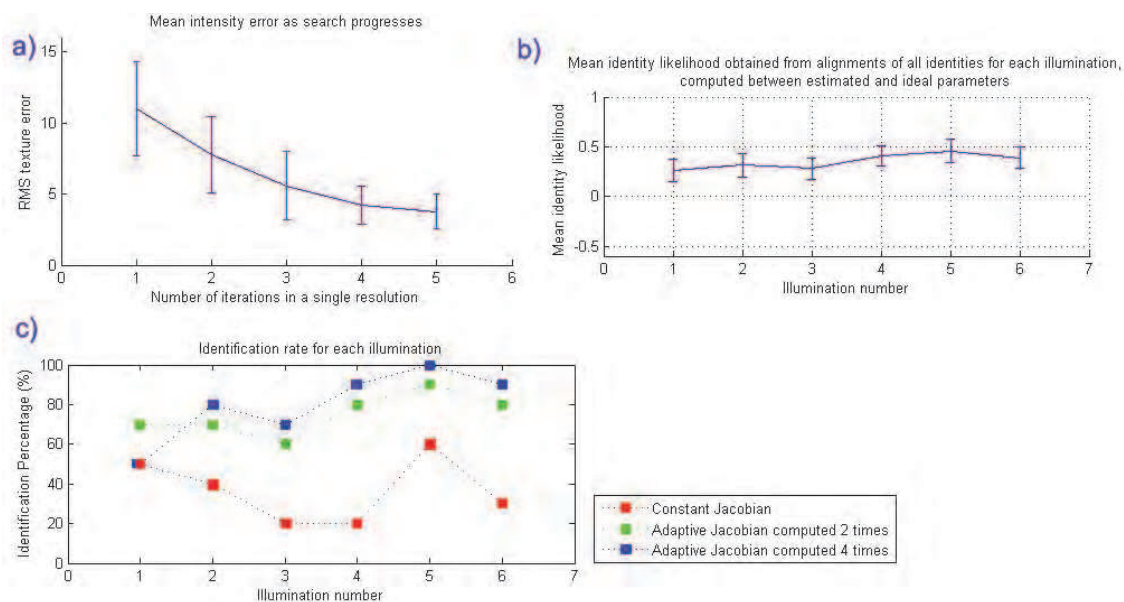 a)
Mean intensity error as search progresses
15
10
5
0
RMS texture error
0 1 2 3 4 5 6
Number of iterations in a single resolution
b)
Mean identity likelihood obtained from alignments of all identities for each illumination,
computed between estimated and ideal parameters
1
0.5
0
-0.5
Mean identity likelihood
0 1 2 3 4 5 6 7
Illumination number
c)
Identification rate for each illumination
100
80
60
40
20
0
Identification Percentage (%)
0 1 2 3 4 5 6 7
Illumination number
Constant Jacobian
Adaptive Jacobian computed 2 times
Adaptive Jacobian computed 4 times